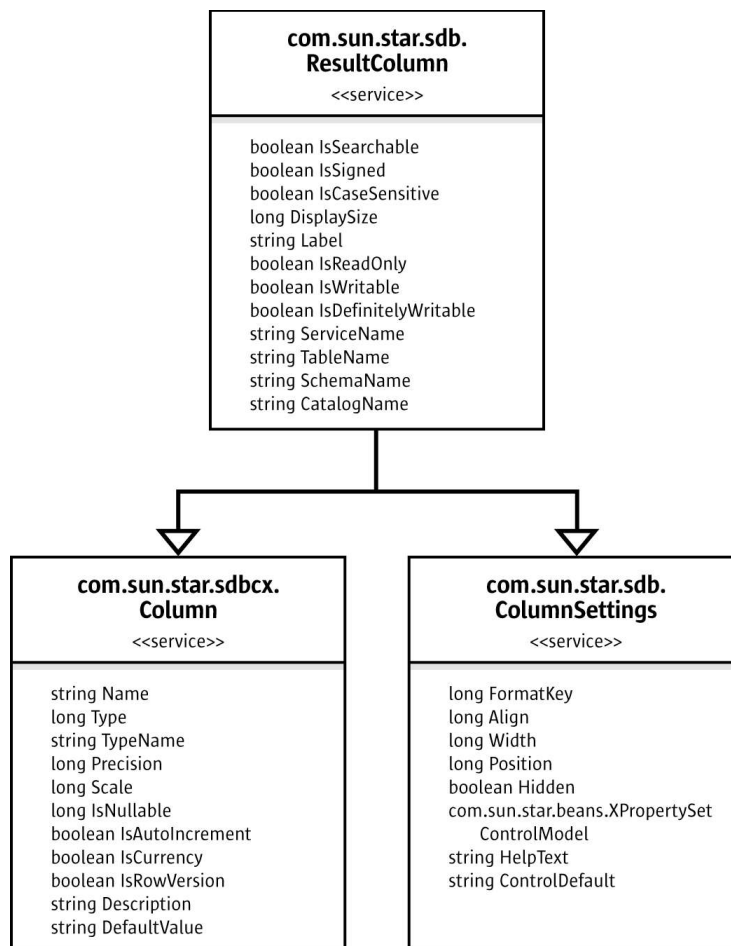 com.sun.star.sdb.
ResultColumn
<<service>>
boolean IsSearchable
boolean IsSigned
boolean IsCaseSensitive
long DisplaySize
string Label
boolean IsReadOnly
boolean IsWritable
boolean IsDefinitelyWritable
string ServiceName
string TableName
string SchemaName
string CatalogName
com.sun.star.sdbcx.
Column
<<service>>
string Name
long Type
string TypeName
long Precision
long Scale
long IsNullable
boolean IsAutoIncrement
boolean IsCurrency
boolean IsRowVersion
string Description
string DefaultValue
com.sun.star.sdb.
ColumnSettings
<<service>>
long FormatKey
long Align
long Width
long Position
boolean Hidden
com.sun.star.beans.XPropertySet
ControlModel
string HelpText
string ControlDefault